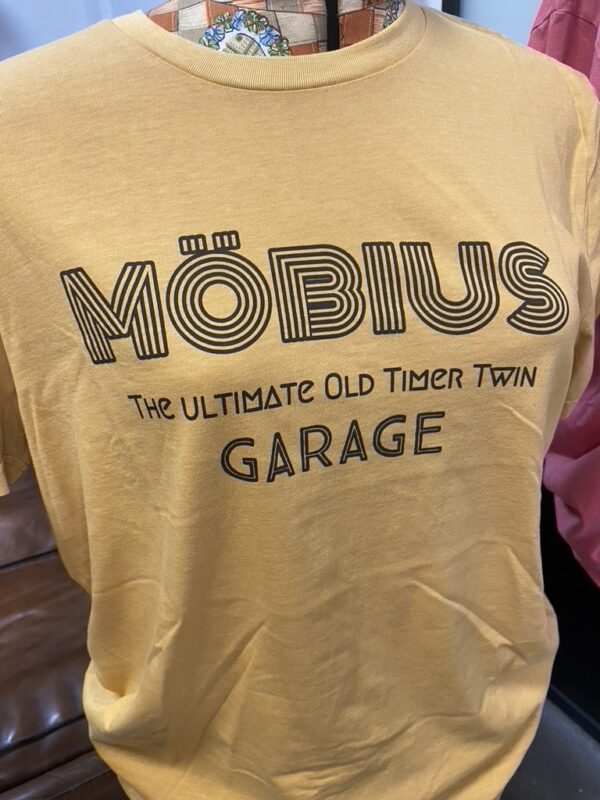 MÖBIUS
The ULTIMATE OLD TIMER TWIN
GARAGE